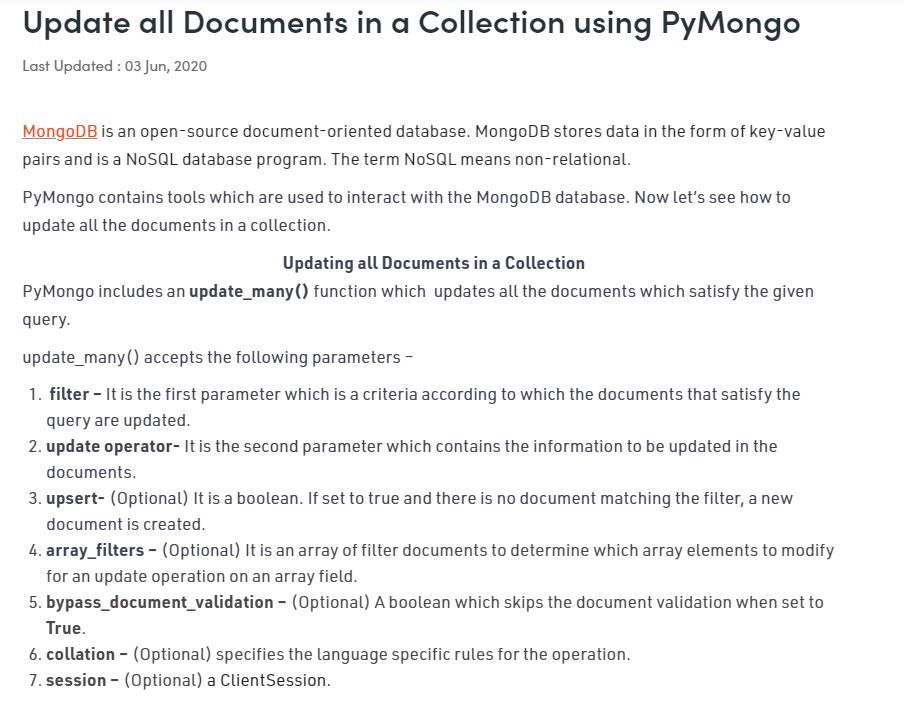 Update all Documents in a Collection using PyMongo
Last Updated : 03 Jun, 2020
MongoDB is an open-source document-oriented database. MongoDB stores data in the form of key-value
pairs and is a NoSQL database program. The term NoSQL means non-relational.
PyMongo contains tools which are used to interact with the MongoDB database. Now let's see how to
update all the documents in a collection.
Updating all Documents in a Collection
PyMongo includes an update_many() function which updates all the documents which satisfy the given
query.
update_many() accepts the following parameters –
1. filter – It is the first parameter which is a criteria according to which the documents that satisfy the
query are updated.
2. update operator- It is the second parameter which contains the information to be updated in the
documents.
3. upsert- (Optional) It is a boolean. If set to true and there is no document matching the filter, a new
document is created.
4. array_filters – (Optional) It is an array of filter documents to determine which array elements to modify
for an update operation on an array field.
5. bypass_document_validation – (Optional) A boolean which skips the document validation when set to
True.
6. collation – (Optional) specifies the language specific rules for the operation.
7. session – (Optional) a ClientSession.